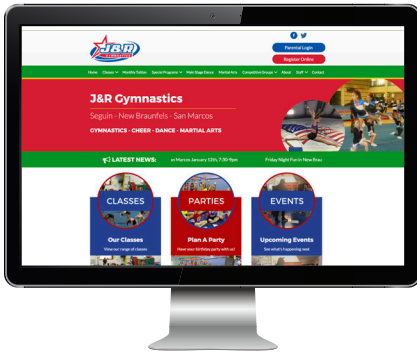 J&R
GYMNASTICS
Parental Login
Register Online
Home Classes Monthly Tuition Special Programs Main Stage Dance Martial Arts Competitive Groups About Staff Contact
J&R Gymnastics
Seguin - New Braunfels - San Marcos
GYMNASTICS - CHEER - DANCE - MARTIAL ARTS
LATEST NEWS: an Marcos January 12th, 7:30-9pm Friday Night Fun in New Brau
CLASSES PARTIES EVENTS
Our Classes Plan A Party Upcoming Events
View our range of classes Have your birthday party with us! See what's happening next